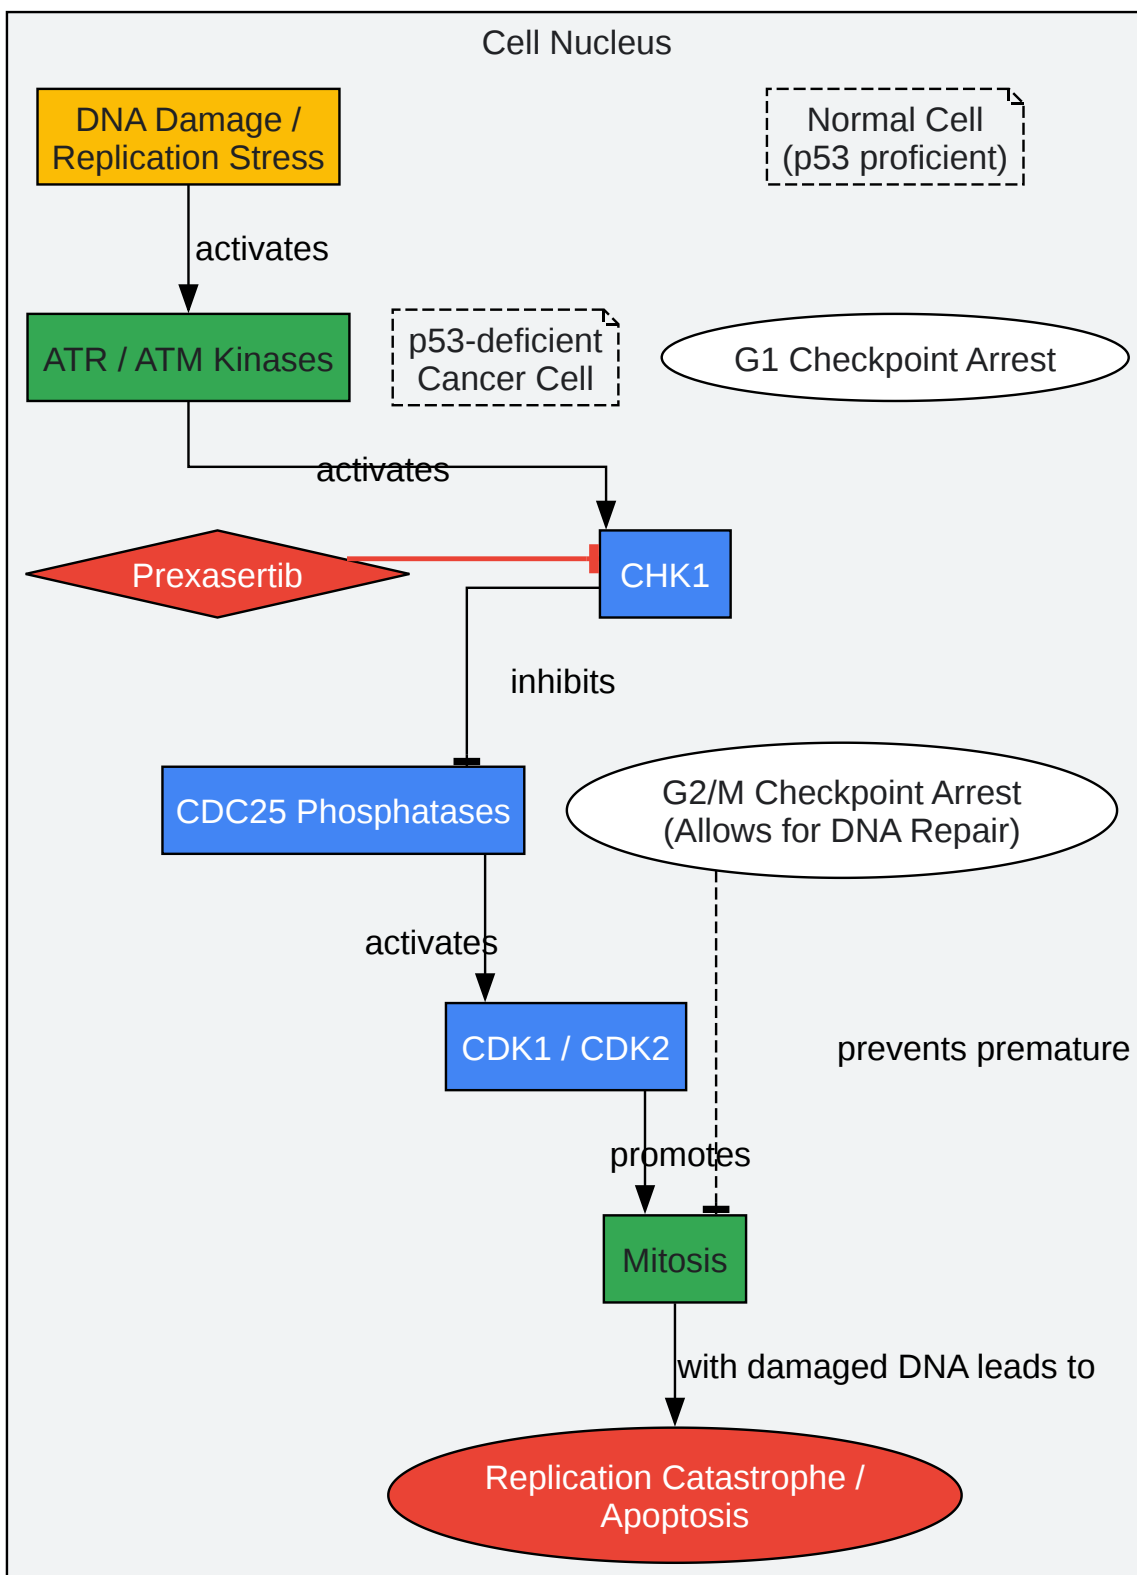 Cell Nucleus
DNA Damage /
Replication Stress
Normal Cell
(p53 proficient)
activates
ATR / ATM Kinases
p53-deficient
Cancer Cell
G1 Checkpoint Arrest
activates
Prexasertib
CHK1
inhibits
CDC25 Phosphatases
G2/M Checkpoint Arrest
(Allows for DNA Repair)
activates
CDK1 / CDK2
prevents premature
promotes
Mitosis
with damaged DNA leads to
Replication Catastrophe /
Apoptosis